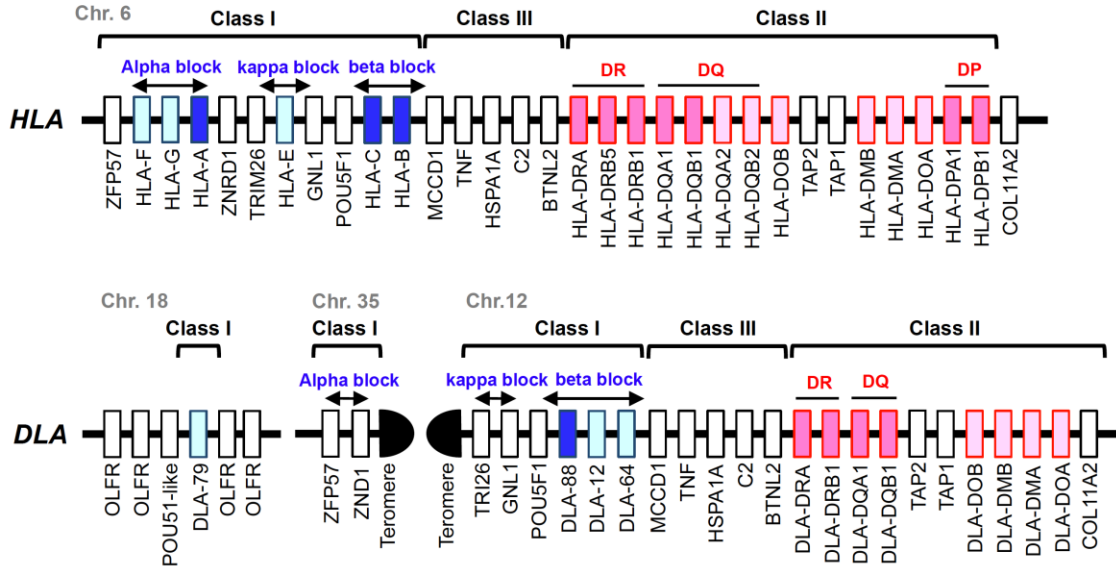 Chr. 6
Class I Class III Class II
Alpha block kappa block beta block DR DQ DP
HLA
ZFP57 HLA-F HLA-G HLA-A ZNRD1 TRIM26 HLA-E GNL1 POU5F1 HLA-C HLA-B MCCD1 TNF HSPA1A C2 BTNL2 HLA-DRA HLA-DRB5 HLA-DRB1 HLA-DQA1 HLA-DQB1 HLA-DQA2 HLA-DQB2 HLA-DOB TAP2 TAP1 HLA-DMB HLA-DMA HLA-DOA HLA-DPA1 HLA-DPB1 COL11A2
Chr. 18 Chr. 35 Chr.12
Class I Class I Class I Class III Class II
Alpha block kappa block beta block DR DQ
DLA
OLFR OLFR POU51-like DLA-79 OLFR OLFR ZFP57 ZND1 Teromere Teromere TRI26 GNL1 POU5F1 DLA-88 DLA-12 DLA-64 MCCD1 TNF HSPA1A C2 BTNL2 DLA-DRA DLA-DRB1 DLA-DQA1 DLA-DQB1 TAP2 TAP1 DLA-DOB DLA-DMB DLA-DMA DLA-DOA COL11A2